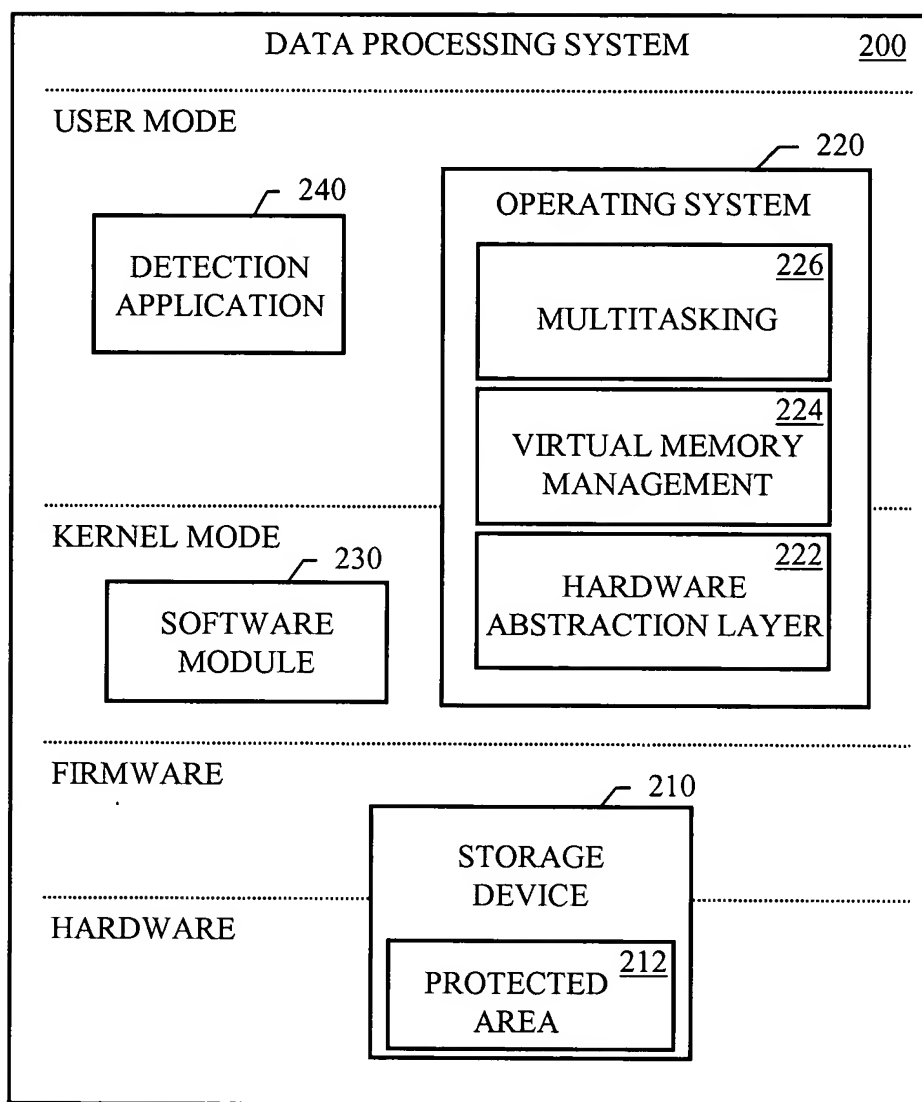 DATA PROCESSING SYSTEM 200
USER MODE
220
240
OPERATING SYSTEM
DETECTION
APPLICATION
226
MULTITASKING
224
VIRTUAL MEMORY
MANAGEMENT
KERNEL MODE
230
222
SOFTWARE
MODULE
HARDWARE
ABSTRACTION LAYER
FIRMWARE
210
STORAGE
DEVICE
HARDWARE
212
PROTECTED
AREA